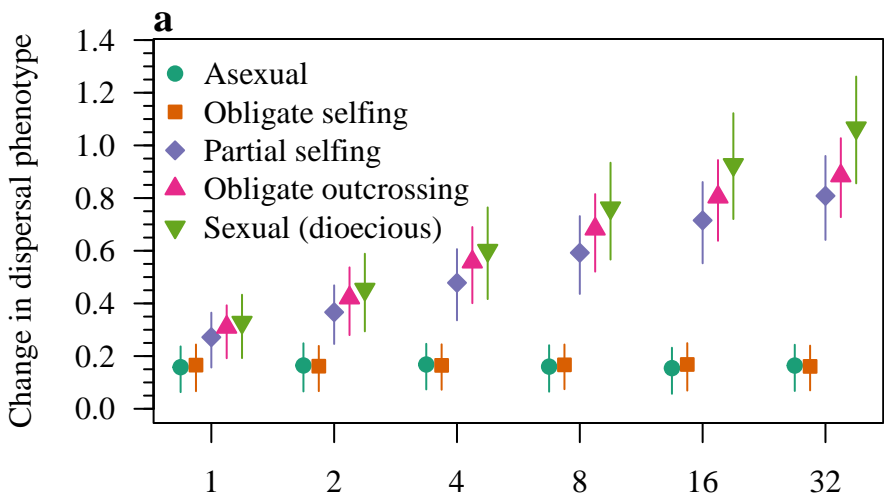 a
Change in dispersal phenotype
1.4
1.2
1.0
0.8
0.6
0.4
0.2
0.0
Asexual
Obligate selfing
Partial selfing
Obligate outcrossing
Sexual (dioecious)
1 2 4 8 16 32